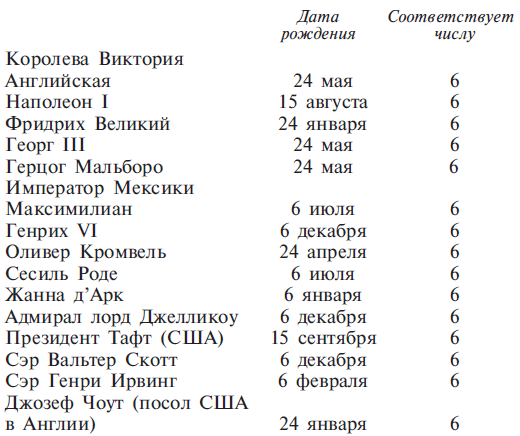 Дата Соответствует
рождения числу
Королева Виктория
Английская 24 мая 6
Наполеон I 15 августа 6
Фридрих Великий 24 января 6
Георг III 24 мая 6
Герцог Мальборо 24 мая 6
Император Мексики
Максимилиан 6 июля 6
Генрих VI 6 декабря 6
Оливер Кромвель 24 апреля 6
Сесиль Роде 6 июля 6
Жанна д’Арк 6 января 6
Адмирал лорд Джелликоу 6 декабря 6
Президент Тафт (США) 15 сентября 6
Сэр Вальтер Скотт 6 декабря 6
Сэр Генри Ирвинг 6 февраля 6
Джозеф Чоут (посол США
в Англии) 24 января 6